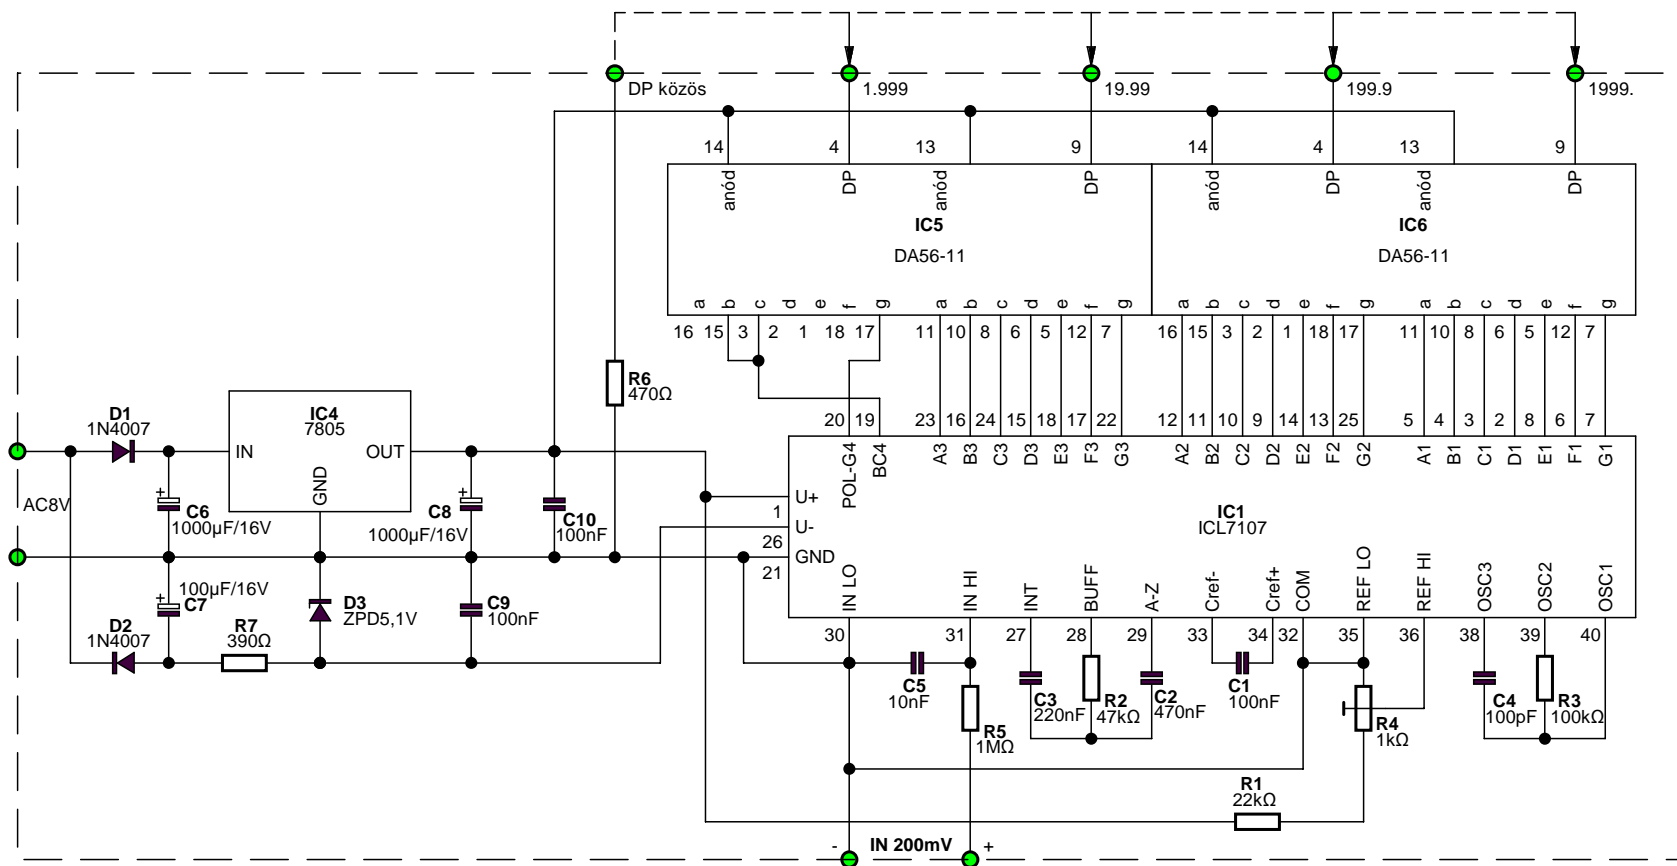 DP közös
1.999
19.99
199.9
1999.
14 4 13 9 14 4 13 9
anód DP anód DP anód DP anód DP
IC5
DA56-11
IC6
DA56-11
a b c d e f g a b c d e f g a b c d e f g a b c d e f g
16 15 3 2 1 18 17 11 10 8 6 5 12 7 16 15 3 2 1 18 17 11 10 8 6 5 12 7
R6
470Ω
20 19 23 16 24 15 18 17 22 12 11 10 9 14 13 25 5 4 3 2 8 6 7
POL-G4 BC4 A3 B3 C3 D3 E3 F3 G3 A2 B2 C2 D2 E2 F2 G2 A1 B1 C1 D1 E1 F1 G1
D1
1N4007
IC4
7805
IN
OUT
GND
AC8V
+
C6
1000µF/16V
+
C8
1000µF/16V
C10
100nF
U+
1
U-
26
GND
21
IC1
ICL7107
IN LO IN HI INT BUFF A-Z Cref- Cref+ COM REF LO REF HI OSC3 OSC2 OSC1
30 31 27 28 29 33 34 32 35 36 38 39 40
100µF/16V
+
C7
D2
1N4007
R7
390Ω
D3
ZPD5,1V
C9
100nF
C5
10nF
R5
1MΩ
C3
220nF
R2
47kΩ
C2
470nF
C1
100nF
R4
1kΩ
C4
100pF
R3
100kΩ
R1
22kΩ
- IN 200mV +